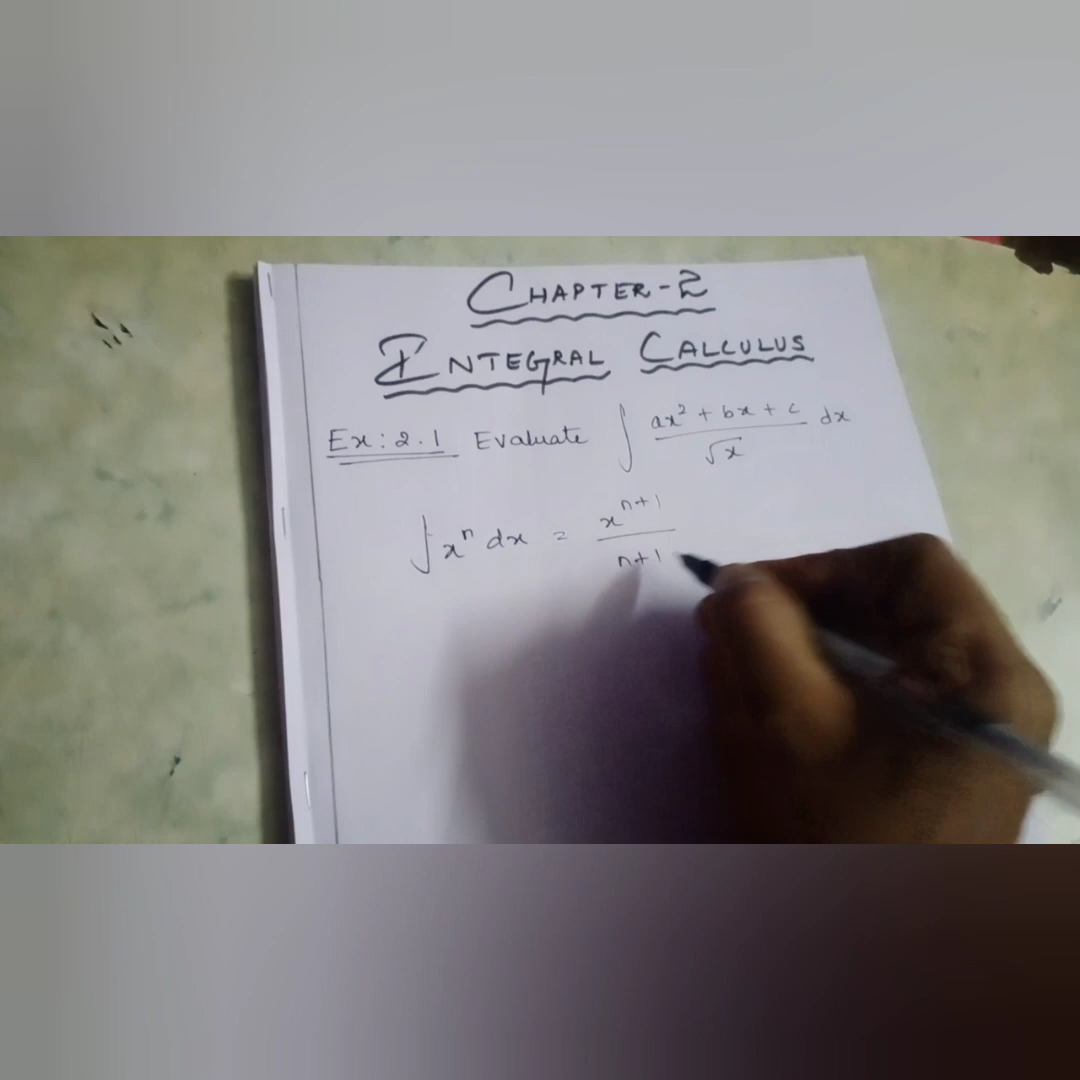 CHAPTER-2
INTEGRAL CALCULUS
Ex: 2.1 Evaluate ∫ (ax² + bx + c)/√x dx
∫ xⁿ dx = xⁿ⁺¹/(n+1)